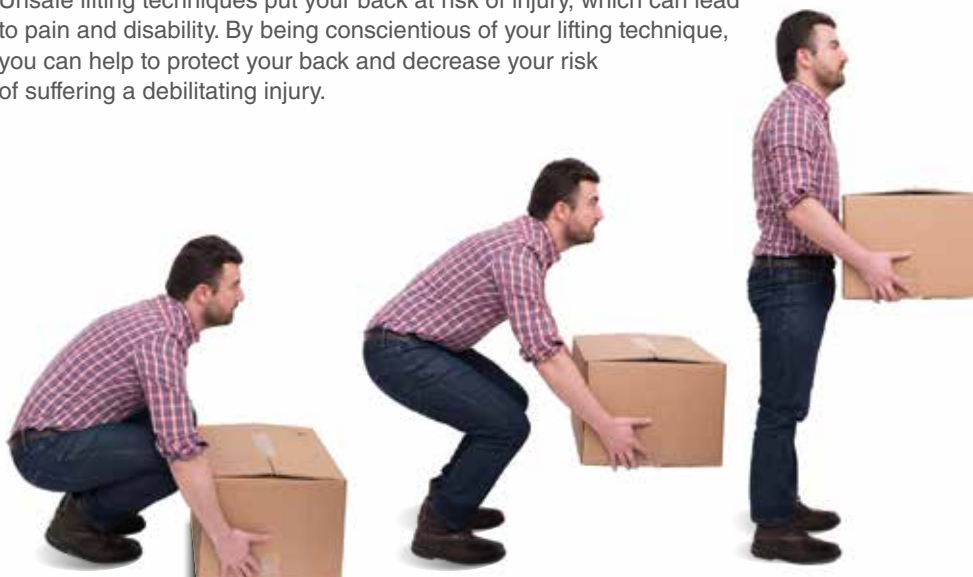 Unsafe lifting techniques put your back at risk of injury, which can lead
to pain and disability. By being conscientious of your lifting technique,
you can help to protect your back and decrease your risk
of suffering a debilitating injury.